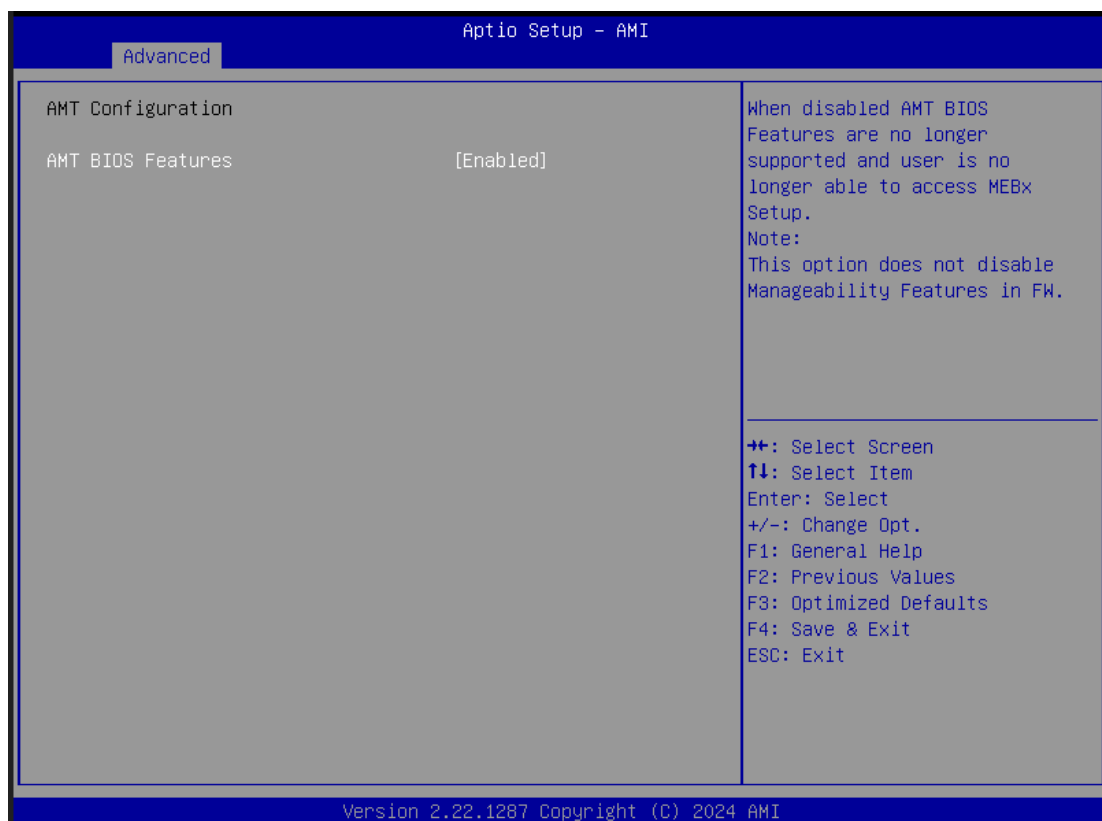 Aptio Setup – AMI
Advanced
AMT Configuration
AMT BIOS Features [Enabled]
When disabled AMT BIOS
Features are no longer
supported and user is no
longer able to access MEBx
Setup.
Note:
This option does not disable
Manageability Features in FW.
→←: Select Screen
↑↓: Select Item
Enter: Select
+/-: Change Opt.
F1: General Help
F2: Previous Values
F3: Optimized Defaults
F4: Save & Exit
ESC: Exit
Version 2.22.1287 Copyright (C) 2024 AMI